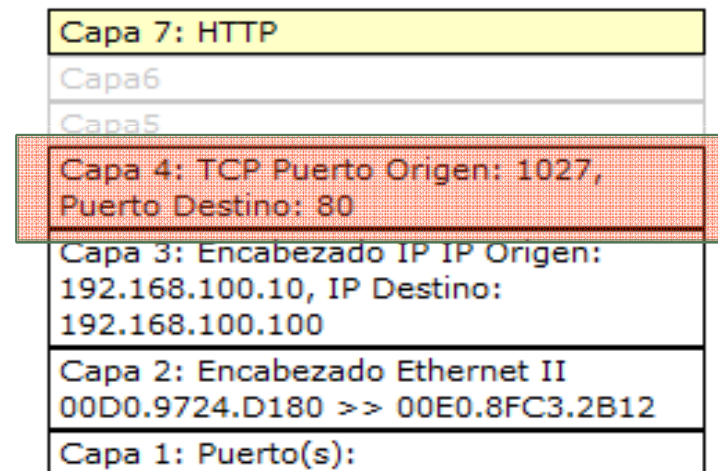 Capa 7: HTTP
Capa6
Capa5
Capa 4: TCP Puerto Origen: 1027,
Puerto Destino: 80
Capa 3: Encabezado IP IP Origen:
192.168.100.10, IP Destino:
192.168.100.100
Capa 2: Encabezado Ethernet II
00D0.9724.D180 >> 00E0.8FC3.2B12
Capa 1: Puerto(s):